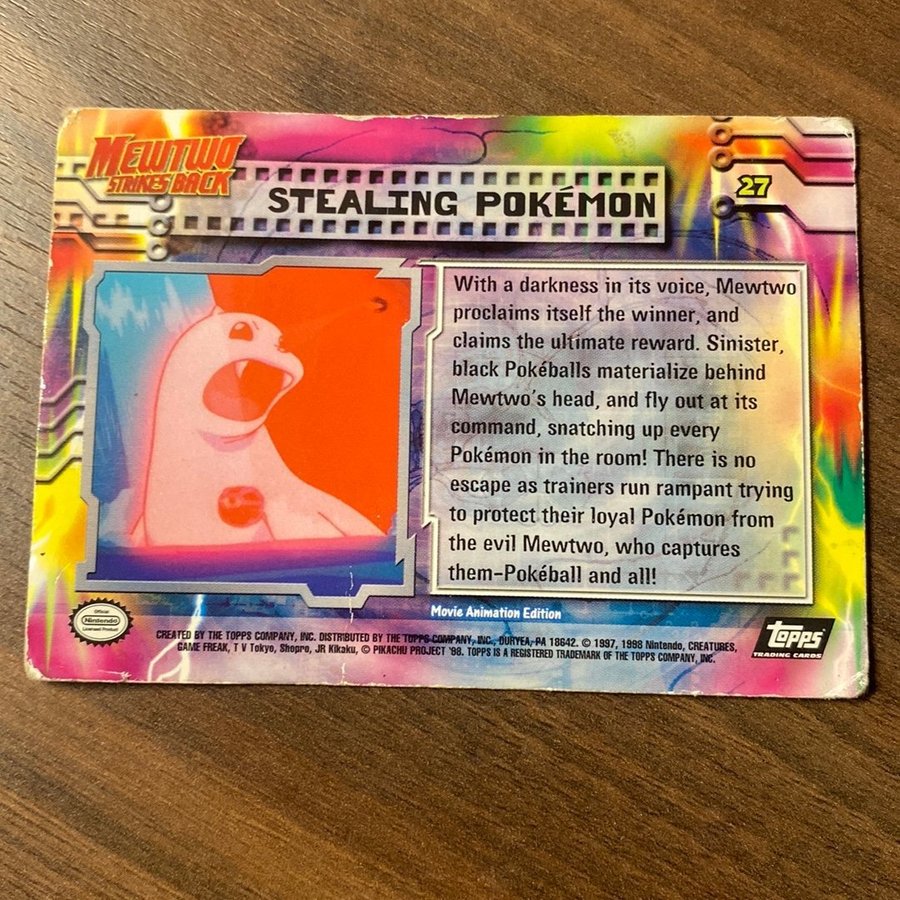 MEWTWO
STRIKES BACK
STEALING POKÉMON
27
With a darkness in its voice, Mewtwo
proclaims itself the winner, and
claims the ultimate reward. Sinister,
black Pokéballs materialize behind
Mewtwo's head, and fly out at its
command, snatching up every
Pokémon in the room! There is no
escape as trainers run rampant trying
to protect their loyal Pokémon from
the evil Mewtwo, who captures
them-Pokéball and all!
Movie Animation Edition
Official
Nintendo
Licensed Product
CREATED BY THE TOPPS COMPANY, INC. DISTRIBUTED BY THE TOPPS COMPANY, INC., DURYEA, PA 18642. © 1997, 1998 Nintendo, CREATURES,
GAME FREAK, T V Tokyo, Shopro, JR Kikaku, © PIKACHU PROJECT '98. TOPPS IS A REGISTERED TRADEMARK OF THE TOPPS COMPANY, INC.
topps
TRADING CARDS